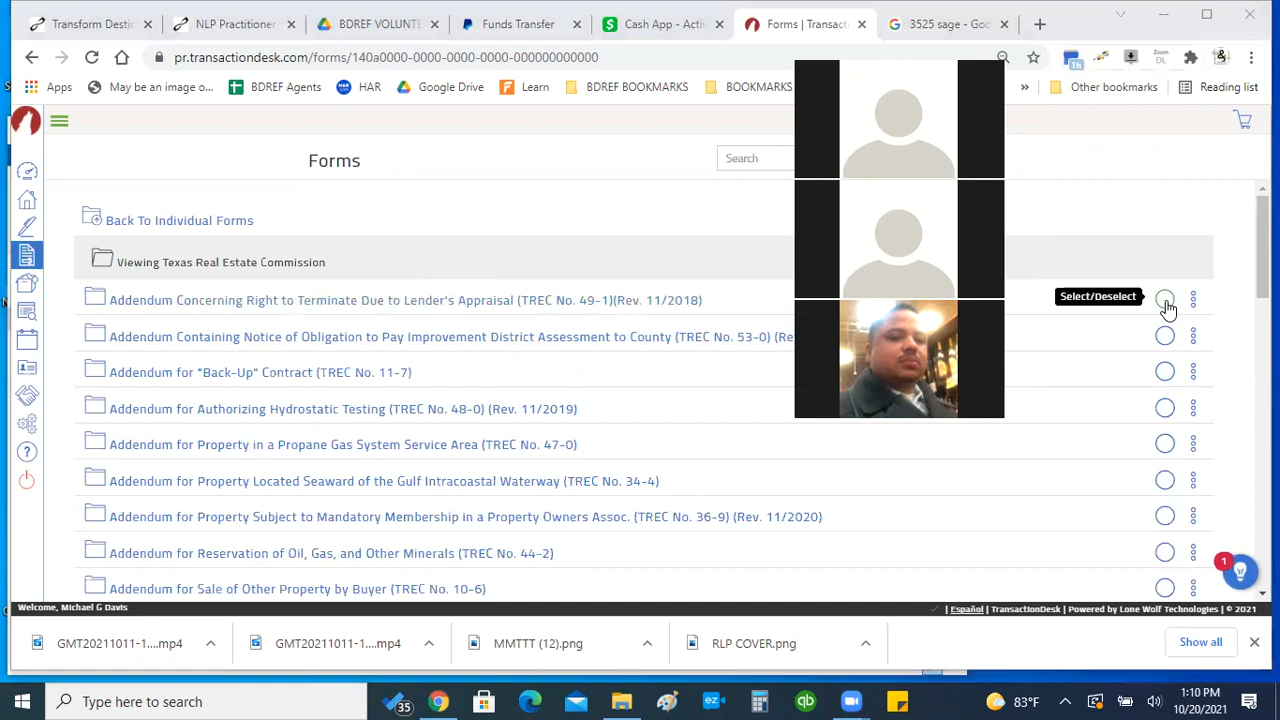 Transform Destin
NLP Practitioner
BDREF VOLUNTE
Funds Transfer
Cash App - Activ
Forms | Transact
3525 sage - Goo
pr.transactiondesk.com/forms/140a0000-0000-0000-0000-000000000000
1h
Zoom DL
Apps
May be an image o...
BDREF Agents
HAR
Google Drive
Learn
BDREF BOOKMARKS
BOOKMARKS
»
Other bookmarks
Reading list
Forms
Search
Back To Individual Forms
Viewing Texas Real Estate Commission
Addendum Concerning Right to Terminate Due to Lender's Appraisal (TREC No. 49-1)(Rev. 11/2018)
Select/Deselect
Addendum Containing Notice of Obligation to Pay Improvement District Assessment to County (TREC No. 53-0) (Re
Addendum for "Back-Up" Contract (TREC No. 11-7)
Addendum for Authorizing Hydrostatic Testing (TREC No. 48-0) (Rev. 11/2019)
Addendum for Property in a Propane Gas System Service Area (TREC No. 47-0)
Addendum for Property Located Seaward of the Gulf Intracoastal Waterway (TREC No. 34-4)
Addendum for Property Subject to Mandatory Membership in a Property Owners Assoc. (TREC No. 36-9) (Rev. 11/2020)
Addendum for Reservation of Oil, Gas, and Other Minerals (TREC No. 44-2)
Addendum for Sale of Other Property by Buyer (TREC No. 10-6)
1
Welcome, Michael G Davis
| Español | TransactionDesk | Powered by Lone Wolf Technologies | © 2021
GMT20211011-1....mp4
GMT20211011-1....mp4
MMTTT (12).png
RLP COVER.png
Show all
Type here to search
35
ez
qb
83°F
1:10 PM
10/20/2021